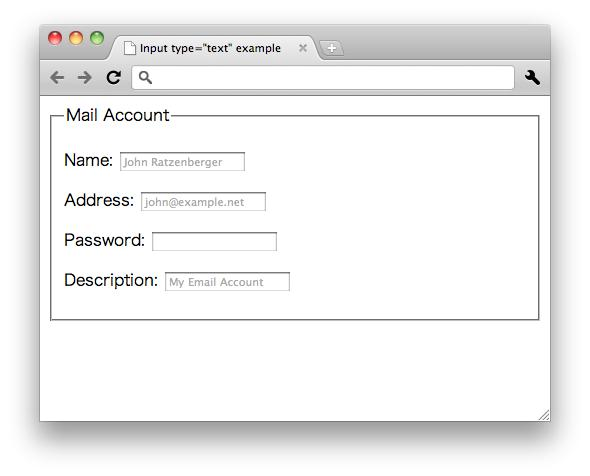 Input type="text" example
Mail Account
Name: John Ratzenberger
Address: john@example.net
Password:
Description: My Email Account